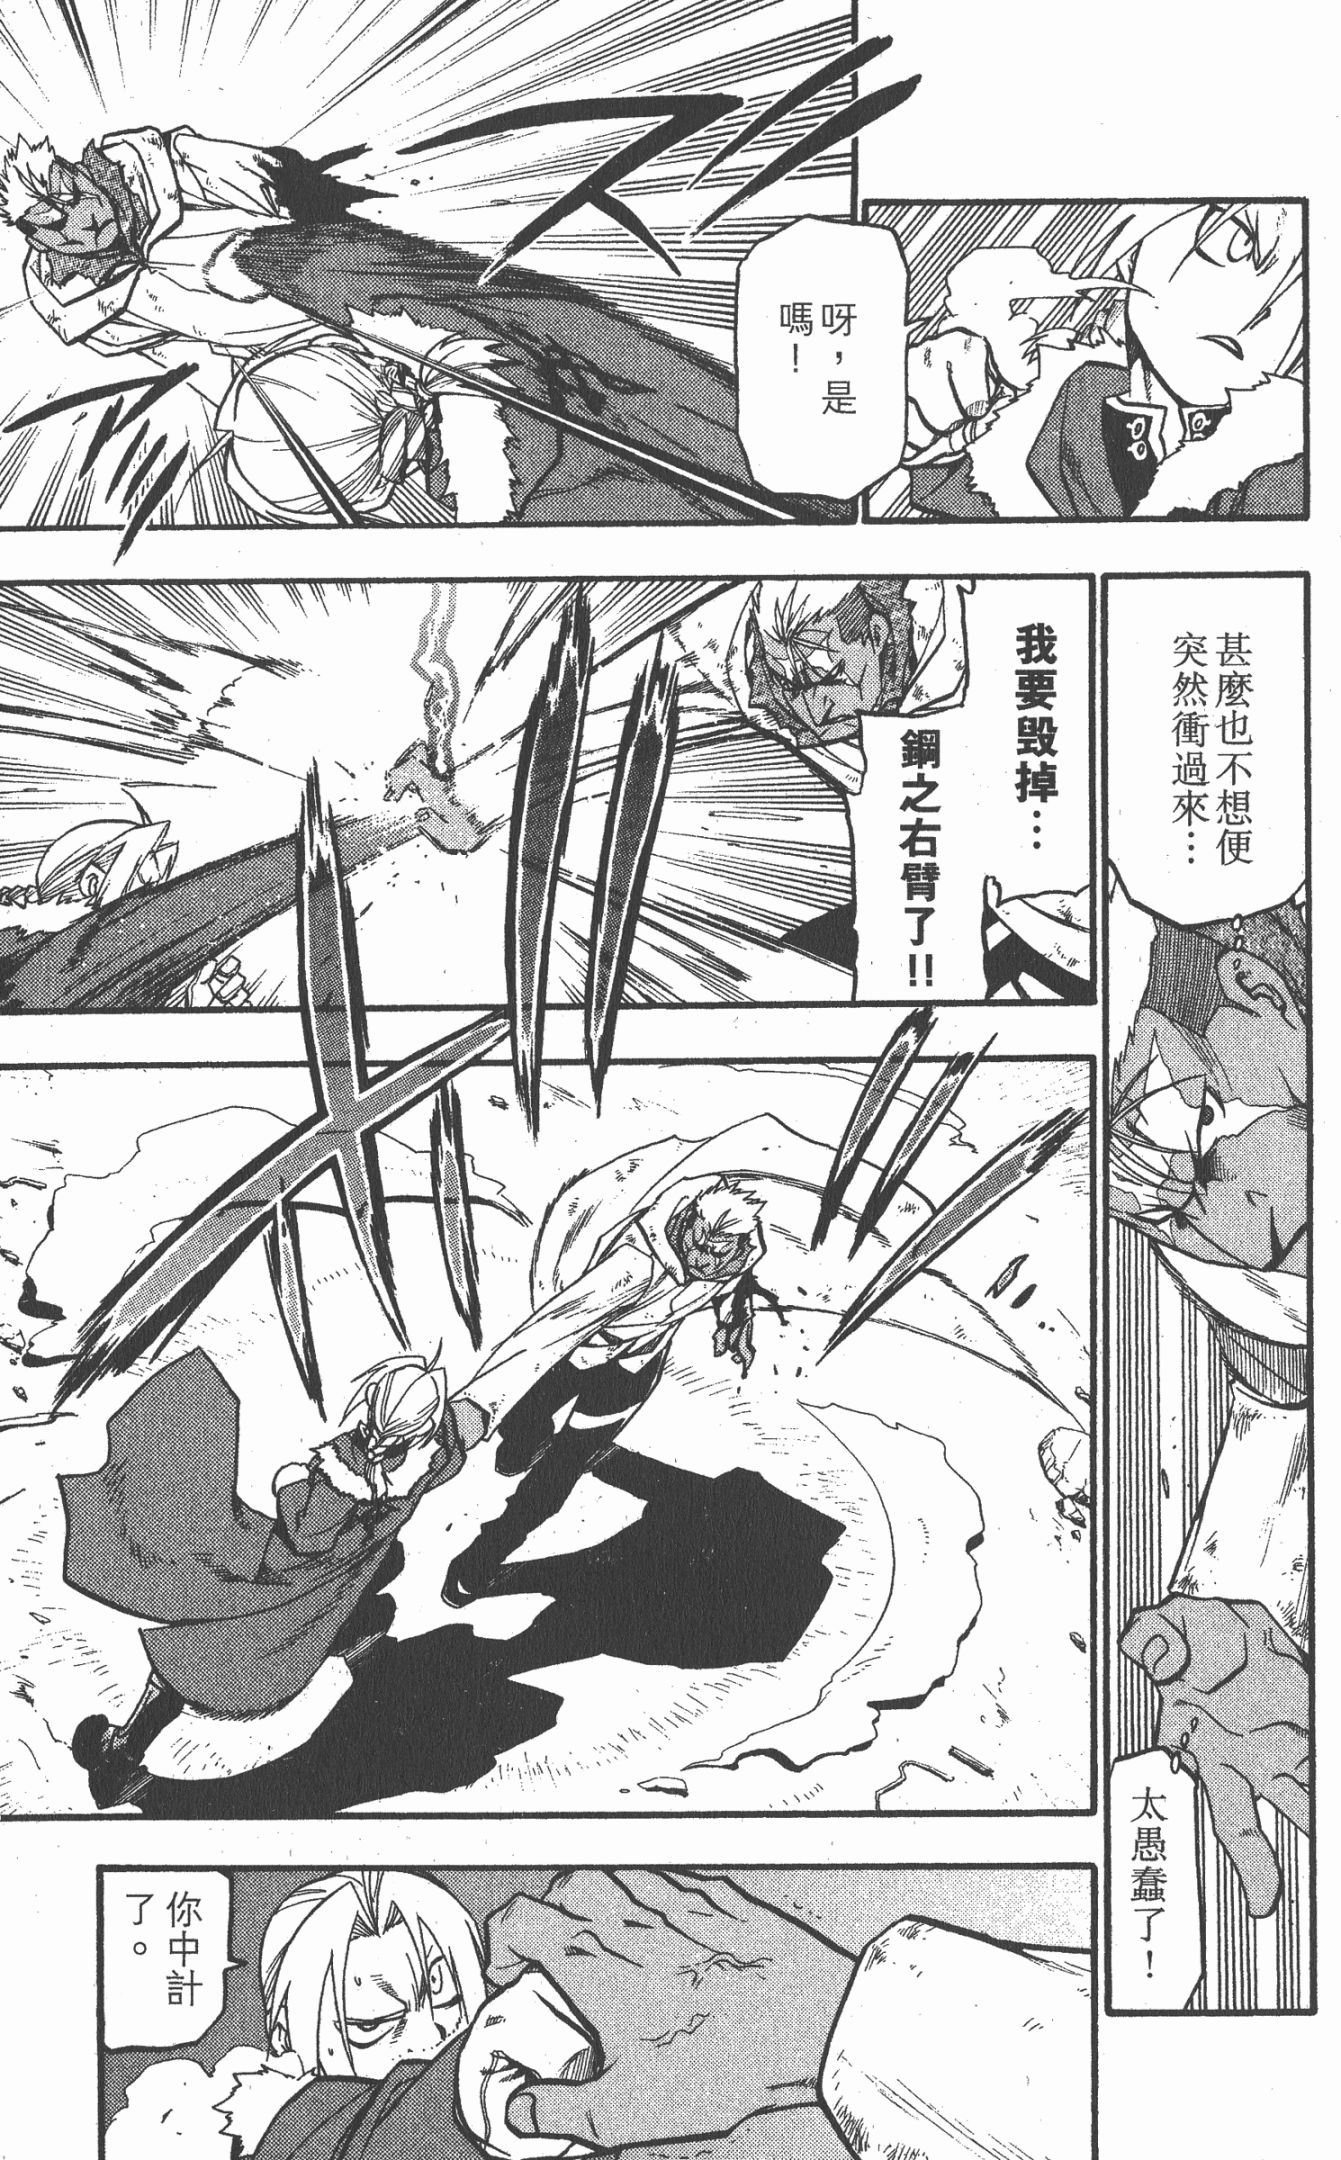 呀，是
嗎！
甚麼也不想便
突然衝過來…
太愚蠢了！
我要毀掉…
鋼之右臂了!!
你中計
了。